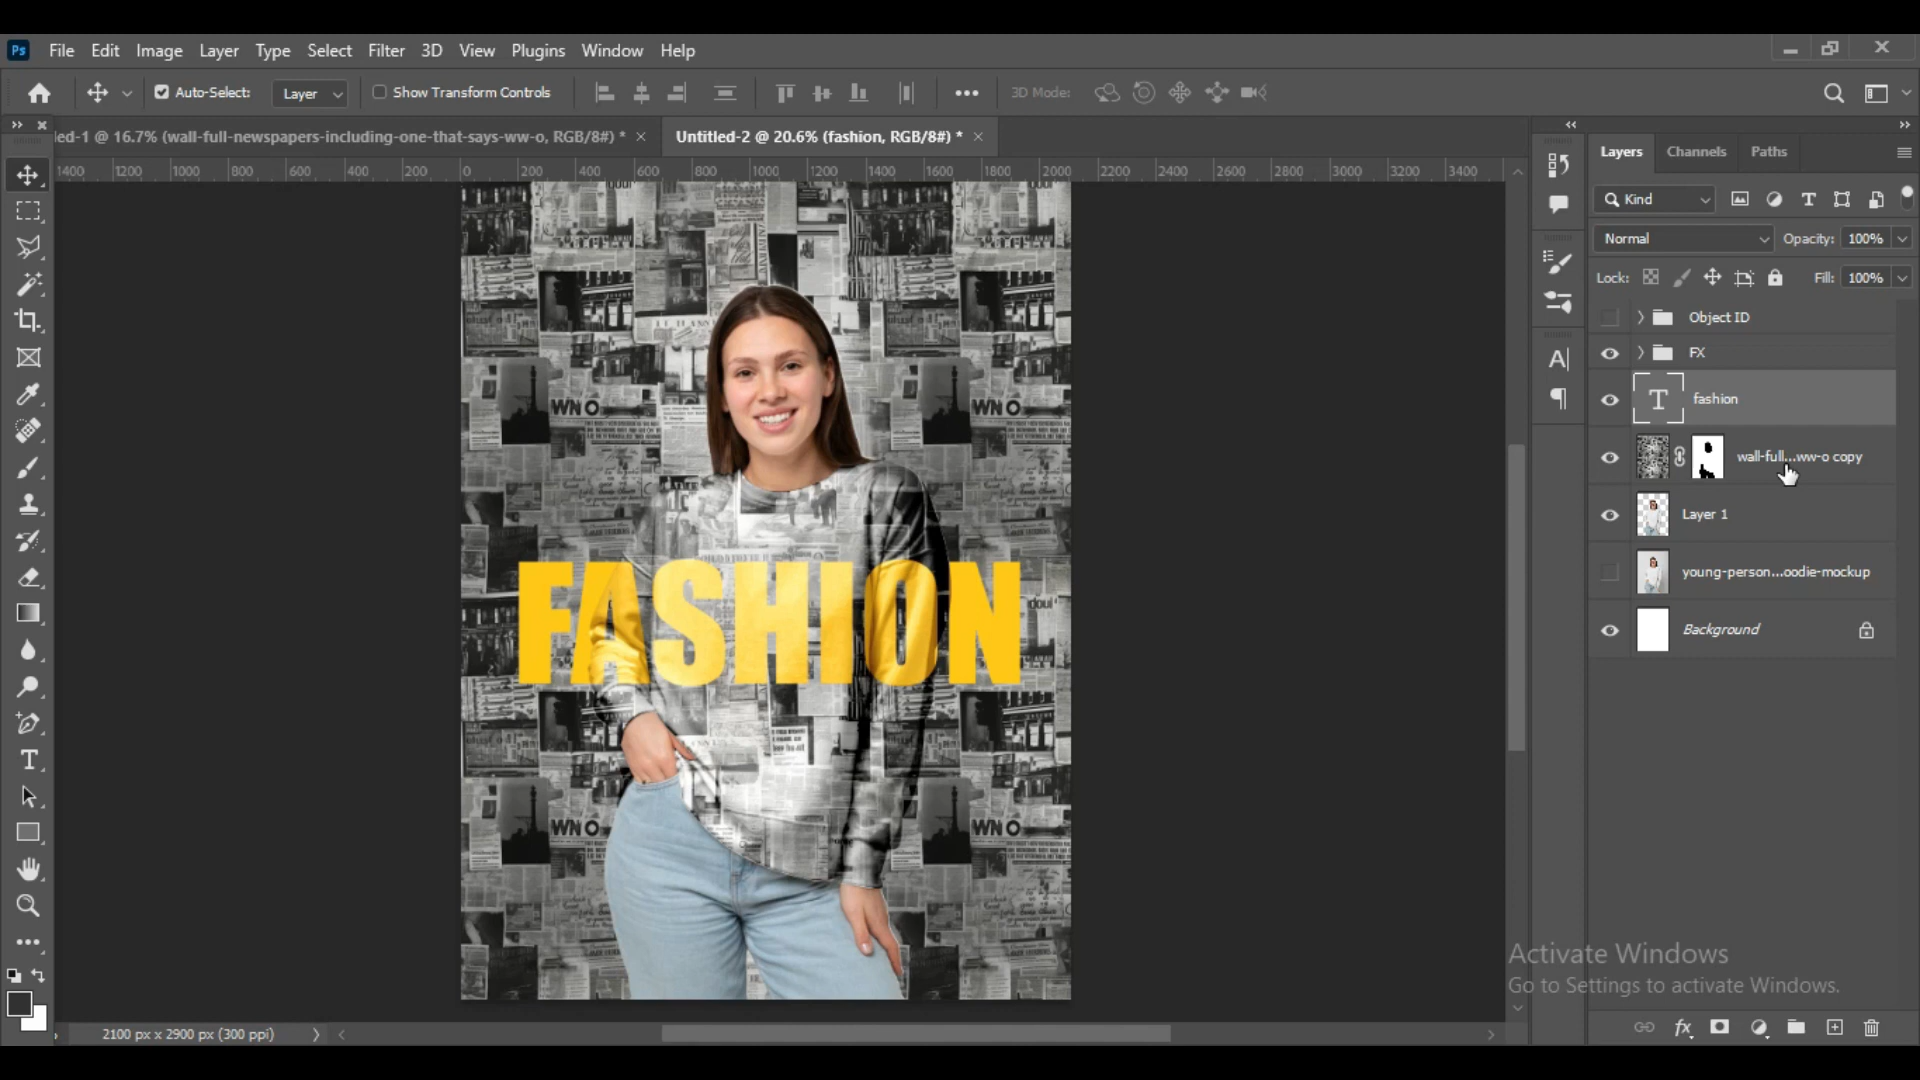 Ps File Edit Image Layer Type Select Filter 3D View Plugins Window Help
Auto-Select: Layer Show Transform Controls 3D Mode:
led-1 @ 16.7% (wall-full-newspapers-including-one-that-says-ww-o, RGB/8#) * Untitled-2 @ 20.6% (fashion, RGB/8#) *
1400 1200 1000 800 600 400 200 0 200 400 600 800 1000 1200 1400 1600 1800 2000 2200 2400 2600 2800 3000 3200 3400
Layers Channels Paths
Kind
Normal Opacity: 100%
Lock: Fill: 100%
Object ID
FX
fashion
wall-full...ww-o copy
Layer 1
young-person...oodie-mockup
Background
WN O WN O
FASHION
WN O WN O
Activate Windows
Go to Settings to activate Windows.
2100 px x 2900 px (300 ppi)